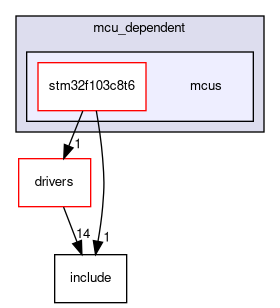 mcu_dependent
stm32f103c8t6
mcus
1
drivers
14
1
include